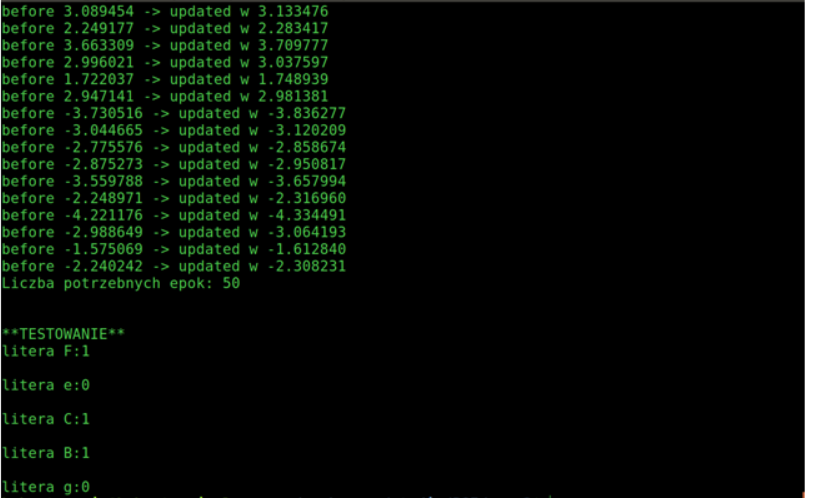 before 3.089454 -> updated w 3.133476
before 2.249177 -> updated w 2.283417
before 3.663309 -> updated w 3.709777
before 2.996021 -> updated w 3.037597
before 1.722037 -> updated w 1.748939
before 2.947141 -> updated w 2.981381
before -3.730516 -> updated w -3.836277
before -3.044665 -> updated w -3.120209
before -2.775576 -> updated w -2.858674
before -2.875273 -> updated w -2.950817
before -3.559788 -> updated w -3.657994
before -2.248971 -> updated w -2.316960
before -4.221176 -> updated w -4.334491
before -2.988649 -> updated w -3.064193
before -1.575069 -> updated w -1.612840
before -2.240242 -> updated w -2.308231
Liczba potrzebnych epok: 50
**TESTOWANIE**
litera F:1
litera e:0
litera C:1
litera B:1
litera g:0